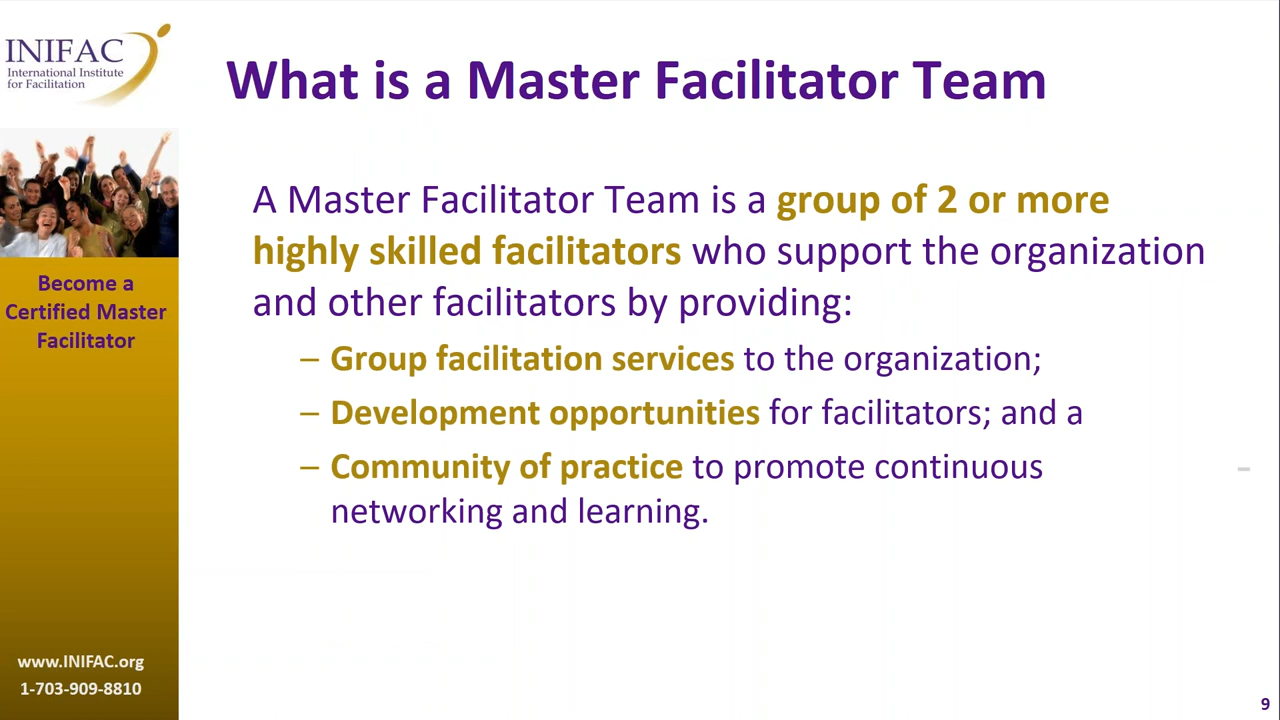 INIFAC
International Institute
for Facilitation
What is a Master Facilitator Team
A Master Facilitator Team is a group of 2 or more
highly skilled facilitators who support the organization
and other facilitators by providing:
– Group facilitation services to the organization;
– Development opportunities for facilitators; and a
– Community of practice to promote continuous
networking and learning.
Become a
Certified Master
Facilitator
www.INIFAC.org
1-703-909-8810
9